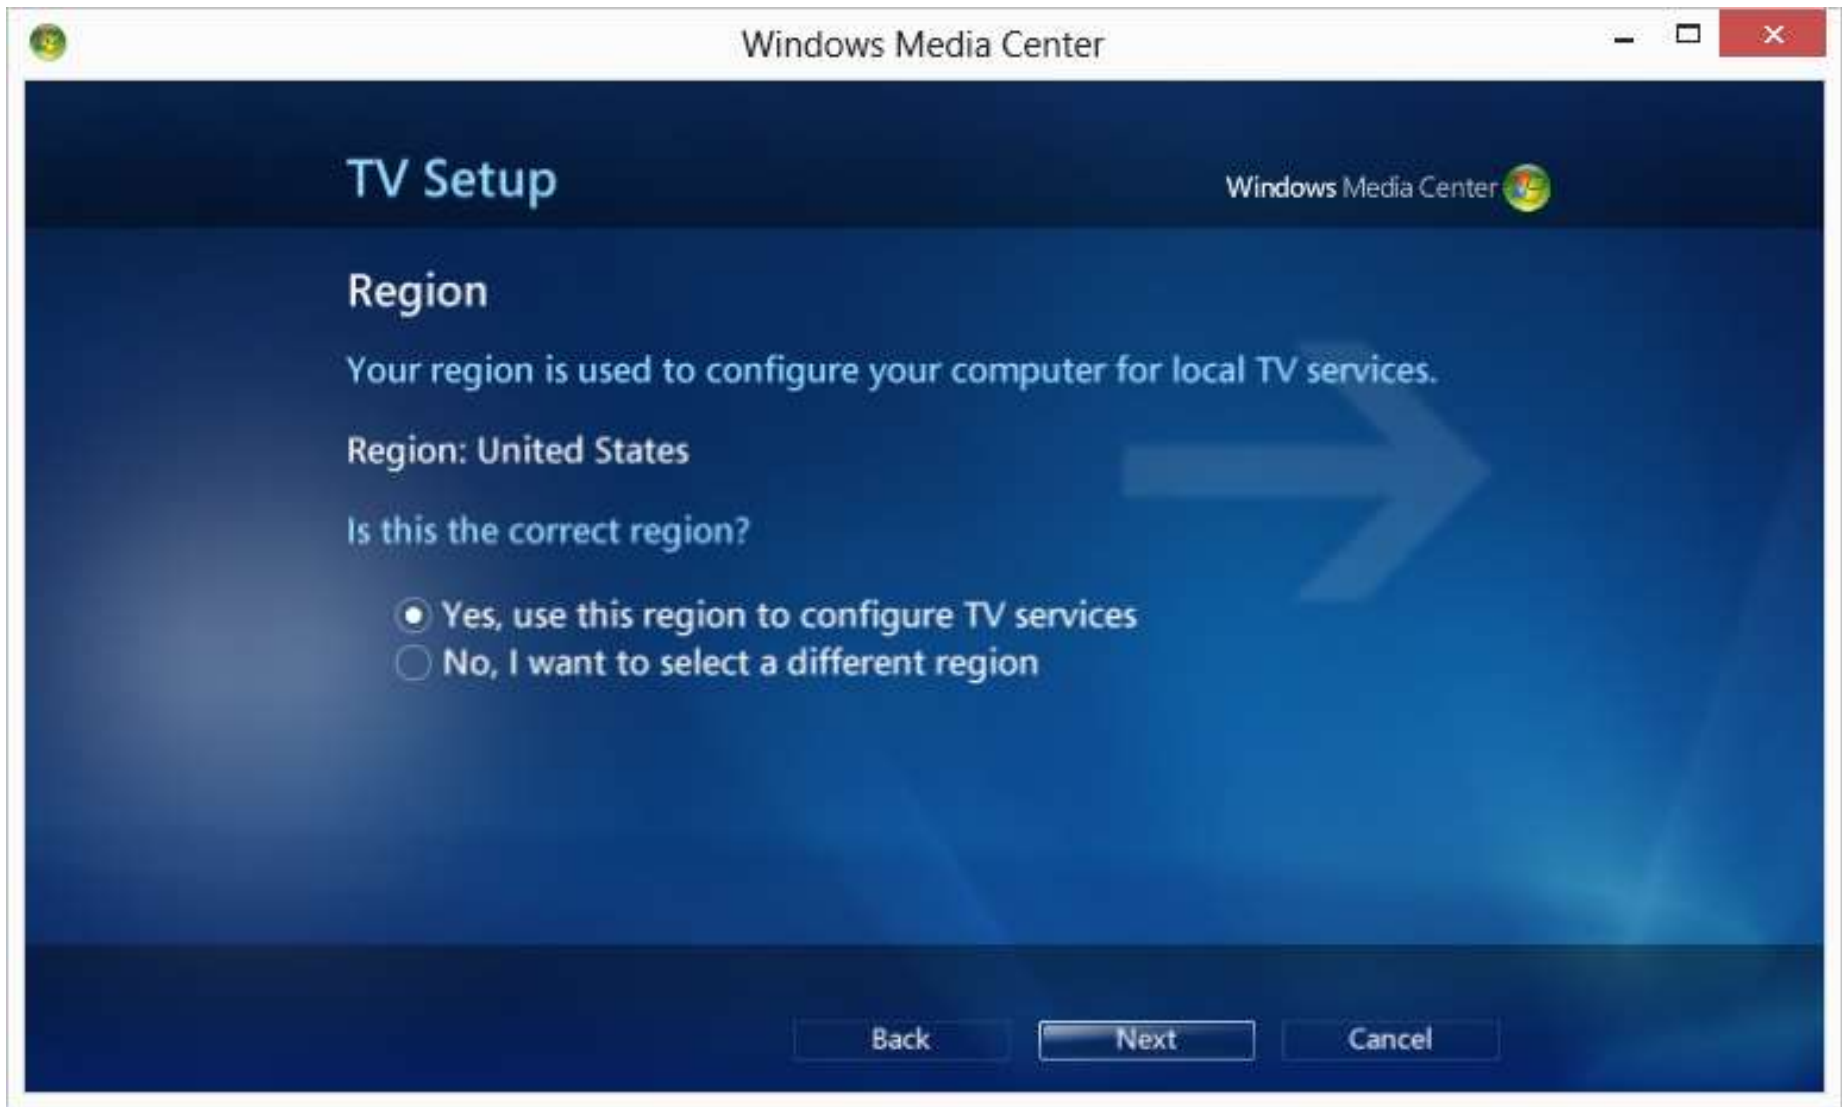 Windows Media Center
TV Setup
Windows Media Center
Region
Your region is used to configure your computer for local TV services.
Region: United States
Is this the correct region?
Yes, use this region to configure TV services
No, I want to select a different region
Back Next Cancel